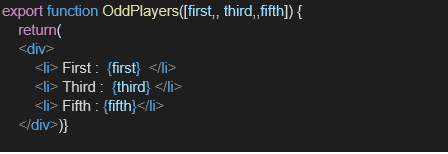 export function OddPlayers([first,, third,,fifth]) {
    return(
    <div>
        <li> First :  {first}  </li>
        <li> Third :  {third} </li>
        <li> Fifth : {fifth}</li>
    </div>)}